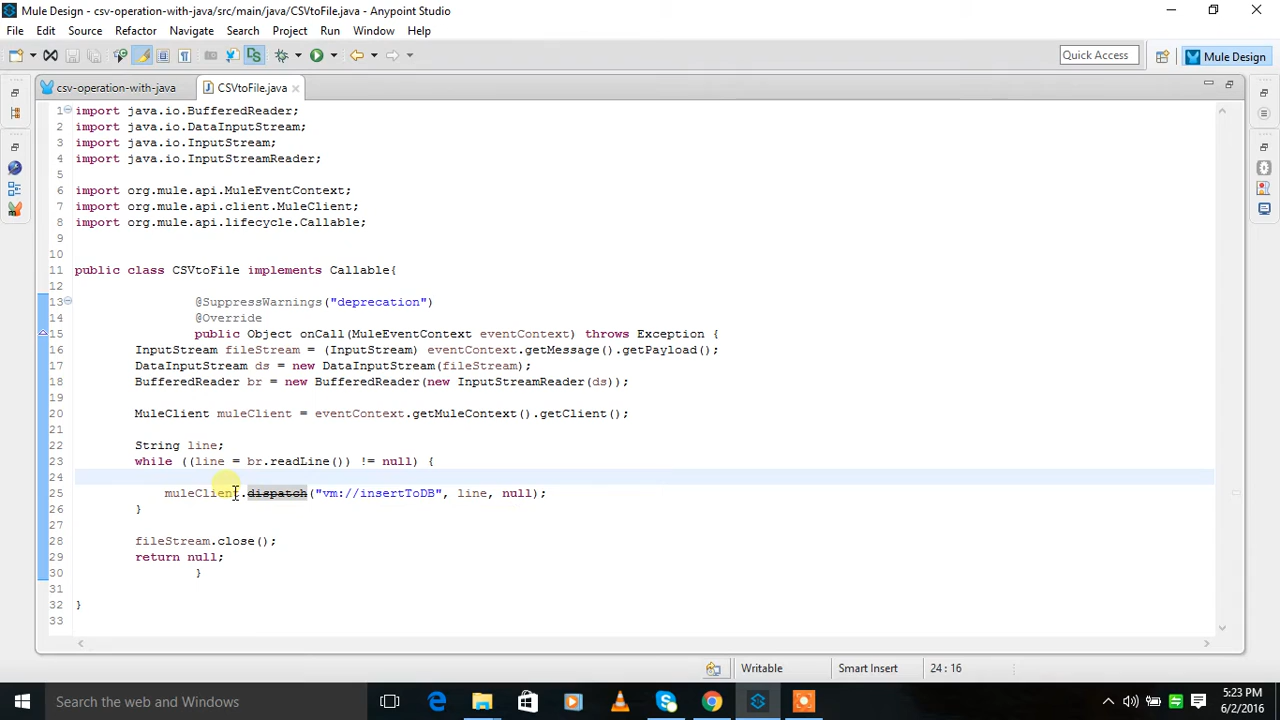 Mule Design - csv-operation-with-java/src/main/java/CSVtoFile.java - Anypoint Studio
File Edit Source Refactor Navigate Search Project Run Window Help
Quick Access
Mule Design
csv-operation-with-java
CSVtoFile.java
1 import java.io.BufferedReader;
2 import java.io.DataInputStream;
3 import java.io.InputStream;
4 import java.io.InputStreamReader;
5
6 import org.mule.api.MuleEventContext;
7 import org.mule.api.client.MuleClient;
8 import org.mule.api.lifecycle.Callable;
9
10
11 public class CSVtoFile implements Callable{
12
13 @SuppressWarnings("deprecation")
14 @Override
15 public Object onCall(MuleEventContext eventContext) throws Exception {
16 InputStream fileStream = (InputStream) eventContext.getMessage().getPayload();
17 DataInputStream ds = new DataInputStream(fileStream);
18 BufferedReader br = new BufferedReader(new InputStreamReader(ds));
19
20 MuleClient muleClient = eventContext.getMuleContext().getClient();
21
22 String line;
23 while ((line = br.readLine()) != null) {
24
25 muleClient.dispatch("vm://insertToDB", line, null);
26 }
27
28 fileStream.close();
29 return null;
30 }
31
32 }
33
Writable
Smart Insert
24 : 16
Search the web and Windows
5:23 PM
6/2/2016